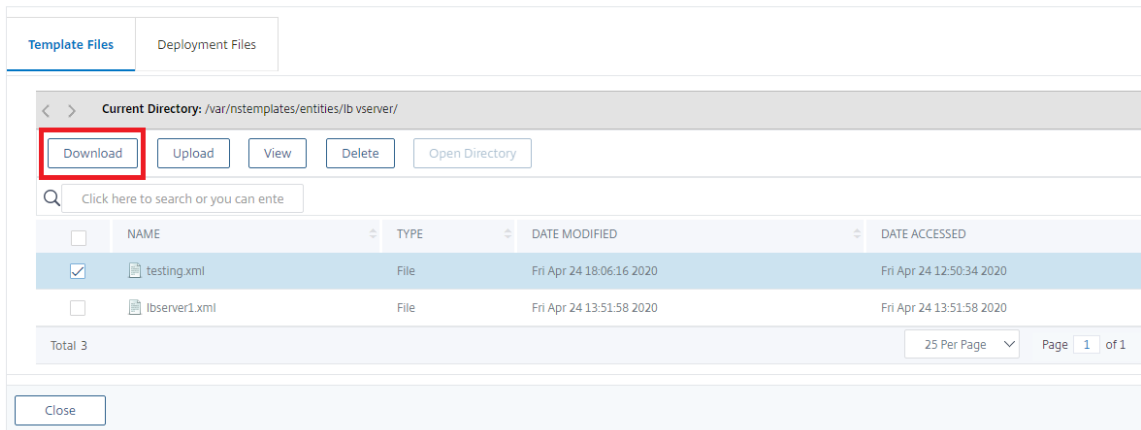 Template Files Deployment Files
Current Directory: /var/nstemplates/entities/lb vserver/
Download Upload View Delete Open Directory
Click here to search or you can ente
NAME TYPE DATE MODIFIED DATE ACCESSED
testing.xml File Fri Apr 24 18:06:16 2020 Fri Apr 24 12:50:34 2020
lbserver1.xml File Fri Apr 24 13:51:58 2020 Fri Apr 24 13:51:58 2020
Total 3 25 Per Page Page 1 of 1
Close